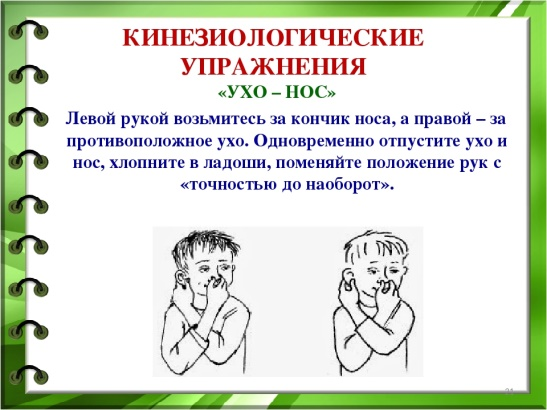 КИНЕЗИОЛОГИЧЕСКИЕ
УПРАЖНЕНИЯ
«УХО – НОС»
Левой рукой возьмитесь за кончик носа, а правой – за
противоположное ухо. Одновременно отпустите ухо и
нос, хлопните в ладоши, поменяйте положение рук с
«точностью до наоборот».